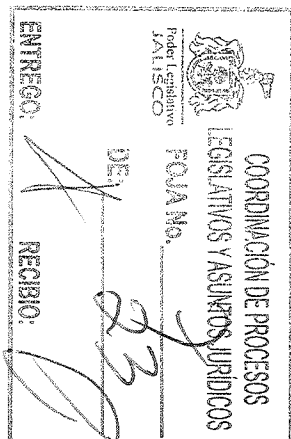 COORDINACIÓN DE PROCESOS
LEGISLATIVOS Y ASUNTOS JURÍDICOS
Poder Legislativo
JALISCO
FOJA No.
DE: 23
ENTREGO:
RECIBIO: